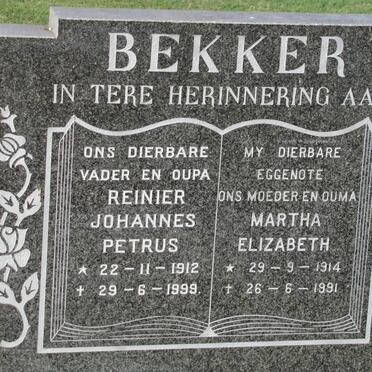 BEKKER
IN TERE HERINNERING AA
ONS DIERBARE
VADER EN OUPA
REINIER
JOHANNES
PETRUS
★ 22-11-1912
✝ 29-6-1999.
MY DIERBARE
EGGENOTE
ONS MOEDER EN OUMA
MARTHA
ELIZABETH
★ 29-9-1914
✝ 26-6-1991